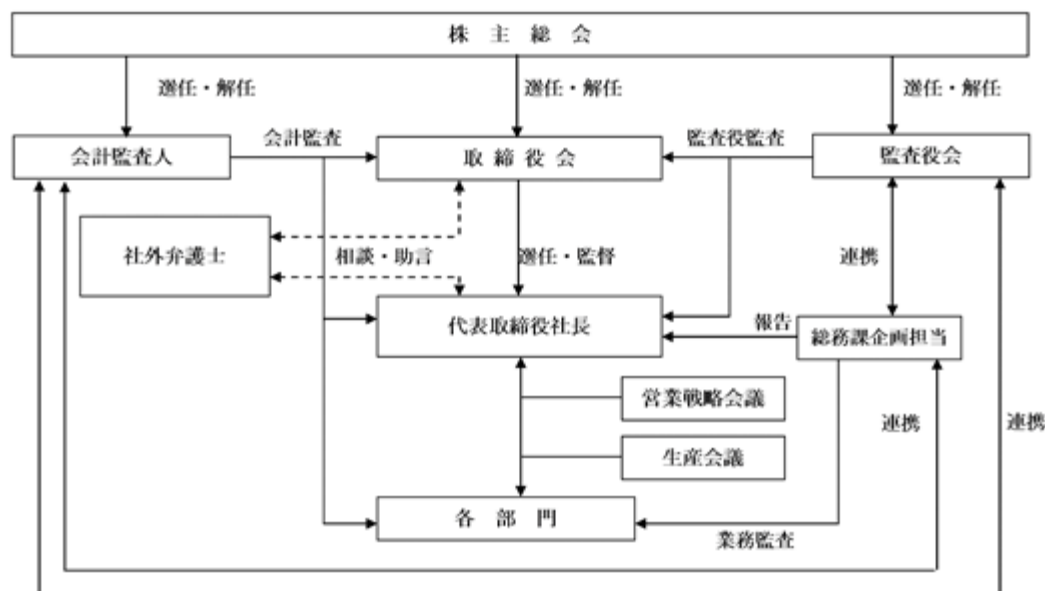 株主総会
選任・解任
選任・解任
選任・解任
会計監査人
会計監査
取締役会
監査役監査
監査役会
社外弁護士
相談・助言
選任・監督
連携
代表取締役社長
報告
総務課企画担当
営業戦略会議
連携
連携
生産会議
各部門
業務監査